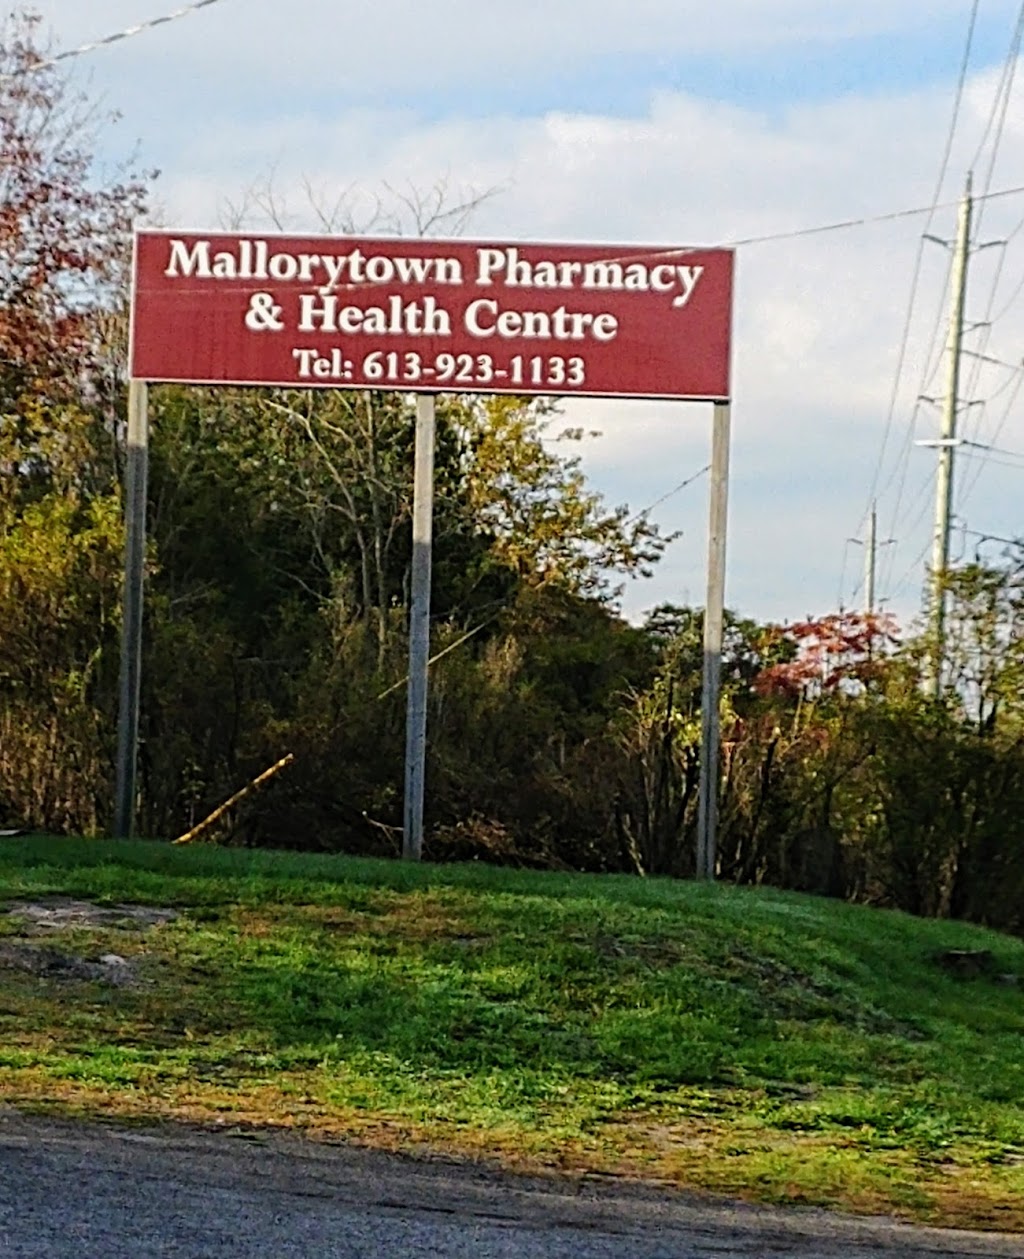 Mallorytown Pharmacy
& Health Centre
Tel: 613-923-1133